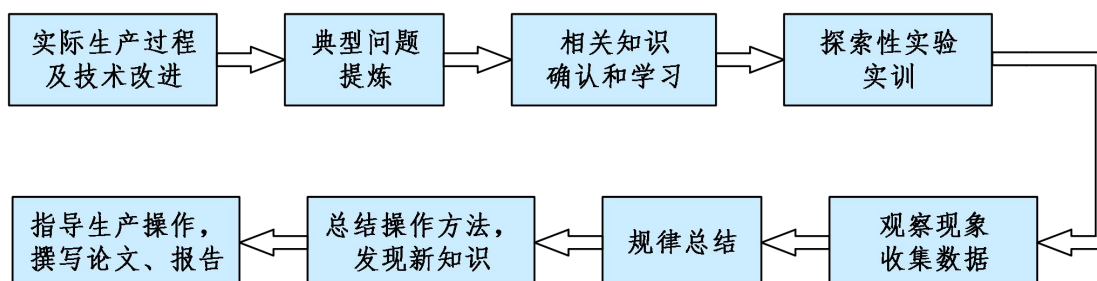 实际生产过程
及技术改进
典型问题
提炼
相关知识
确认和学习
探索性实验
实训
观察现象
收集数据
规律总结
总结操作方法，
发现新知识
指导生产操作，
撰写论文、报告